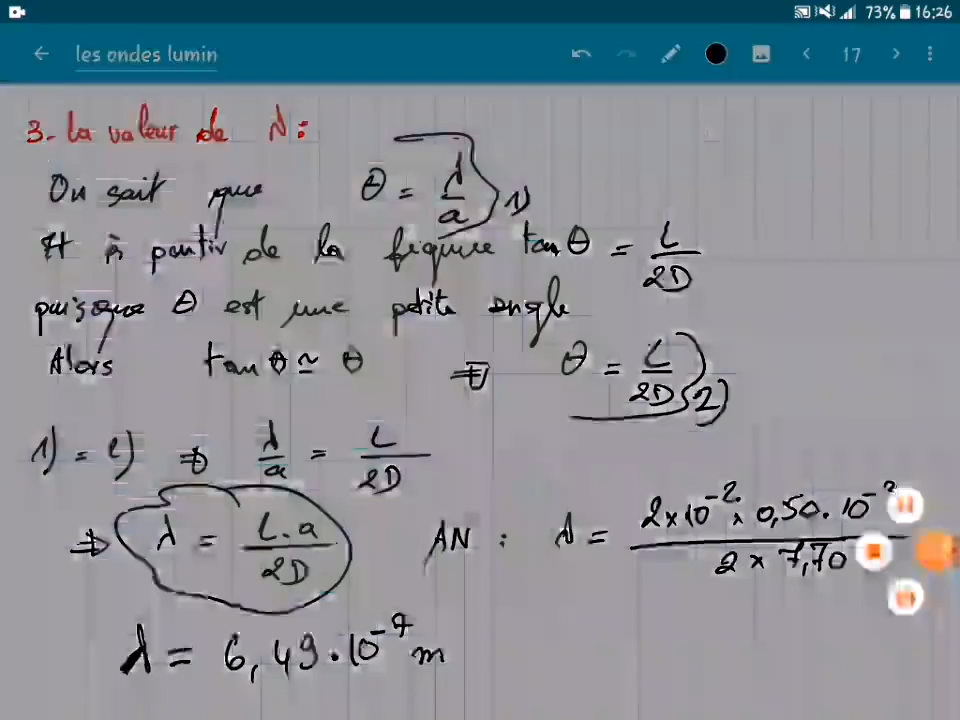 73% 16:26
les ondes lumin 17
3- la valeur de λ :
On sait que θ = λ/a 1)
Et à partir de la figure tan θ = L/2D
puisque θ est une petite angle
Alors tan θ ≃ θ ⇒ θ = L/2D 2)
1) = 2) ⇒ λ/a = L/2D
⇒ λ = L.a/2D AN : λ = 2×10⁻² × 0,50.10⁻³/2 × 7,70
λ = 6,49.10⁻⁷ m